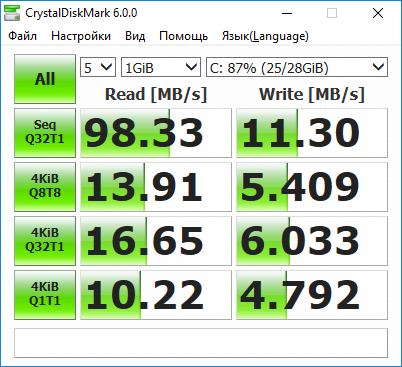 CrystalDiskMark 6.0.0
Файл Настройки Вид Помощь Язык(Language)
All 5 1GiB C: 87% (25/28GiB)
Read [MB/s] Write [MB/s]
Seq Q32T1 98.33 11.30
4KiB Q8T8 13.91 5.409
4KiB Q32T1 16.65 6.033
4KiB Q1T1 10.22 4.792